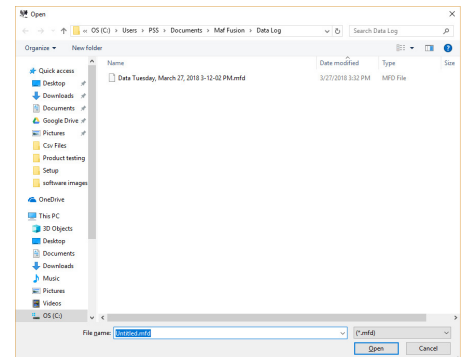 Open
« OS (C:) › Users › PSS › Documents › Maf Fusion › Data Log
Search Data Log
Organize
New folder
Name
Date modified
Type
Size
Data Tuesday, March 27, 2018 3-12-02 PM.mfd
3/27/2018 3:32 PM
MFD File
Quick access
Desktop
Downloads
Documents
Google Drive
Pictures
Csv Files
Product testing
Setup
software images
OneDrive
This PC
3D Objects
Desktop
Documents
Downloads
Music
Pictures
Videos
OS (C:)
File name:
Untitled.mfd
(*.mfd)
Open
Cancel